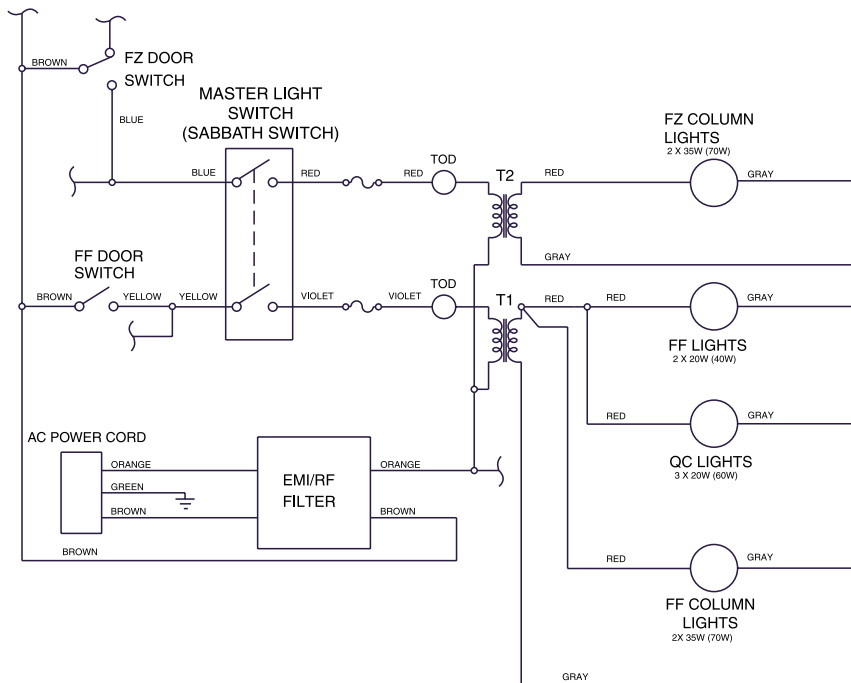 BROWN
FZ DOOR
SWITCH
BLUE
MASTER LIGHT
SWITCH
(SABBATH SWITCH)
BLUE
RED
RED
TOD
T2
RED
FZ COLUMN
LIGHTS
2 X 35W (70W)
GRAY
GRAY
FF DOOR
SWITCH
BROWN
YELLOW
YELLOW
VIOLET
VIOLET
TOD
T1
RED
RED
GRAY
FF LIGHTS
2 X 20W (40W)
RED
GRAY
QC LIGHTS
3 X 20W (60W)
AC POWER CORD
ORANGE
GREEN
BROWN
EMI/RF
FILTER
ORANGE
BROWN
BROWN
RED
GRAY
FF COLUMN
LIGHTS
2X 35W (70W)
GRAY